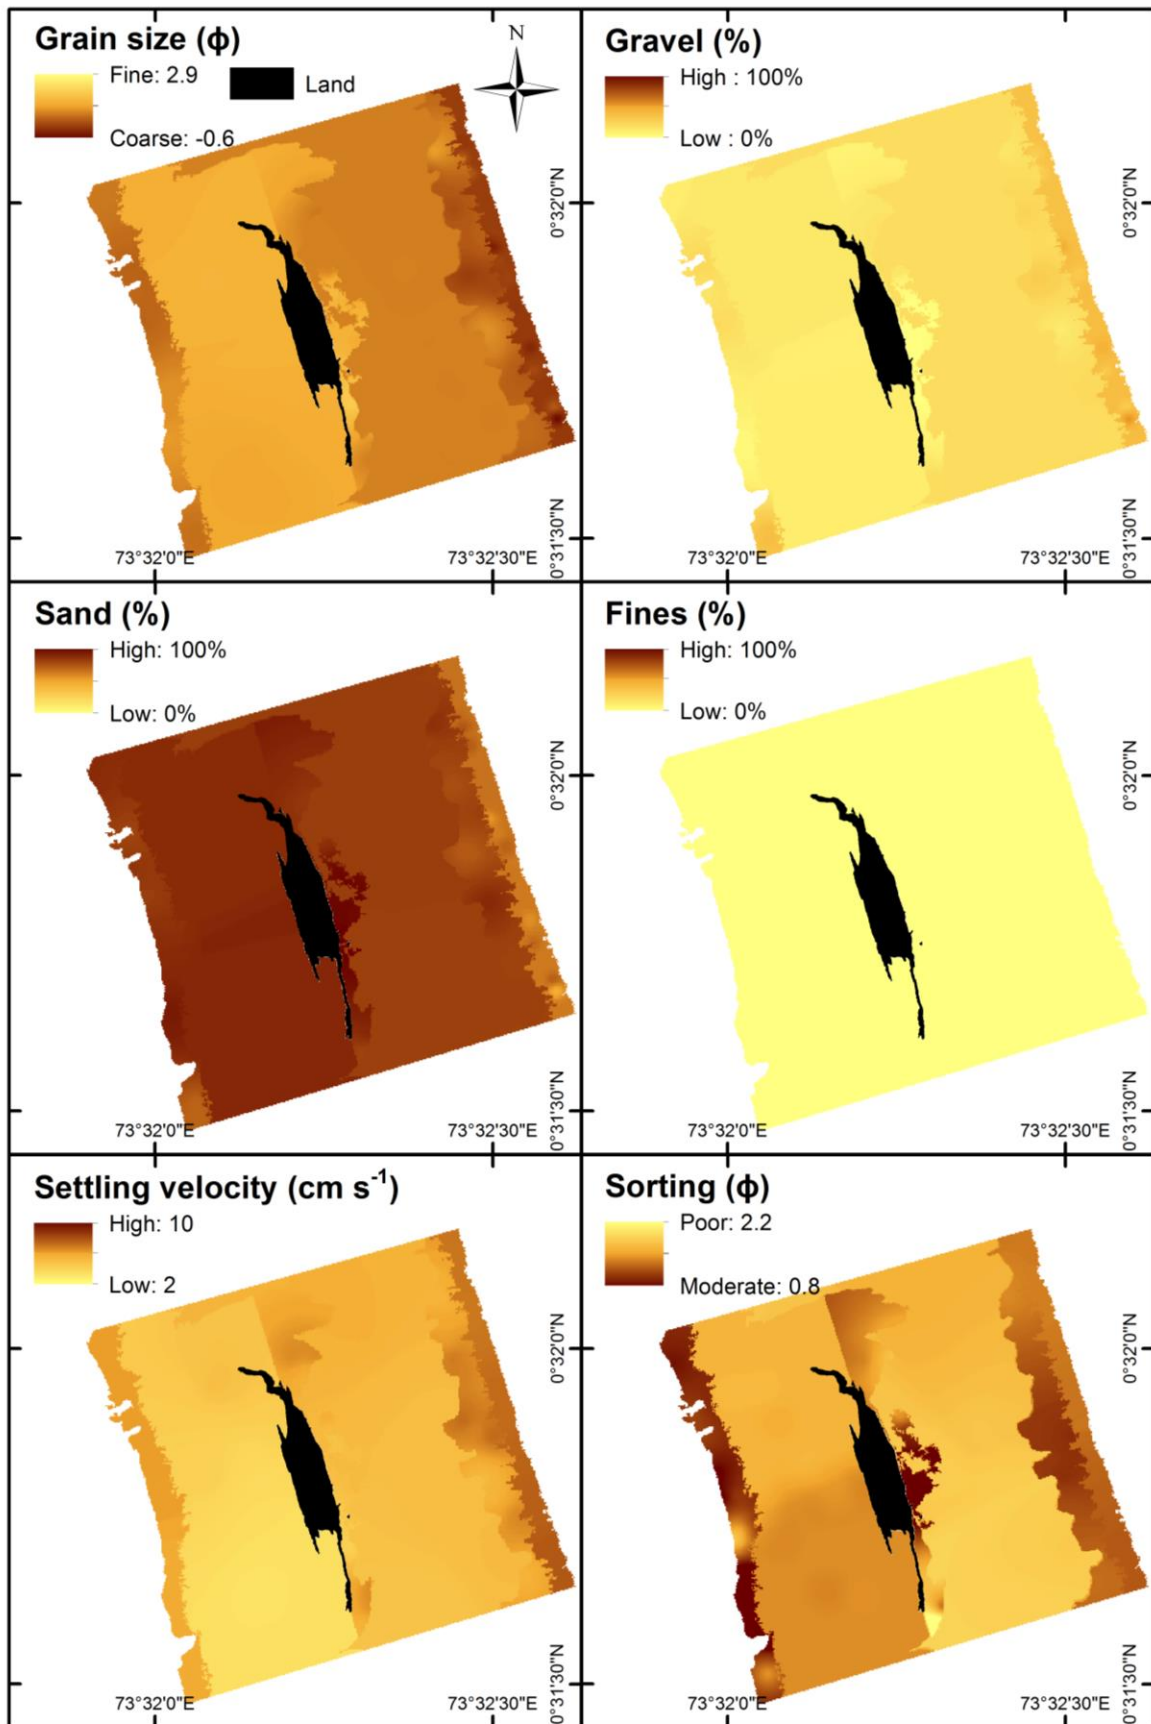 Grain size (ϕ)
Fine: 2.9
Land
Coarse: -0.6
N
0°32'0"N
73°32'0"E
73°32'30"E
0°31'30"N
Gravel (%)
High : 100%
Low : 0%
0°32'0"N
73°32'0"E
73°32'30"E
0°31'30"N
Sand (%)
High: 100%
Low: 0%
0°32'0"N
73°32'0"E
73°32'30"E
0°31'30"N
Fines (%)
High: 100%
Low: 0%
0°32'0"N
73°32'0"E
73°32'30"E
0°31'30"N
Settling velocity (cm s⁻¹)
High: 10
Low: 2
0°32'0"N
73°32'0"E
73°32'30"E
0°31'30"N
Sorting (ϕ)
Poor: 2.2
Moderate: 0.8
0°32'0"N
73°32'0"E
73°32'30"E
0°31'30"N